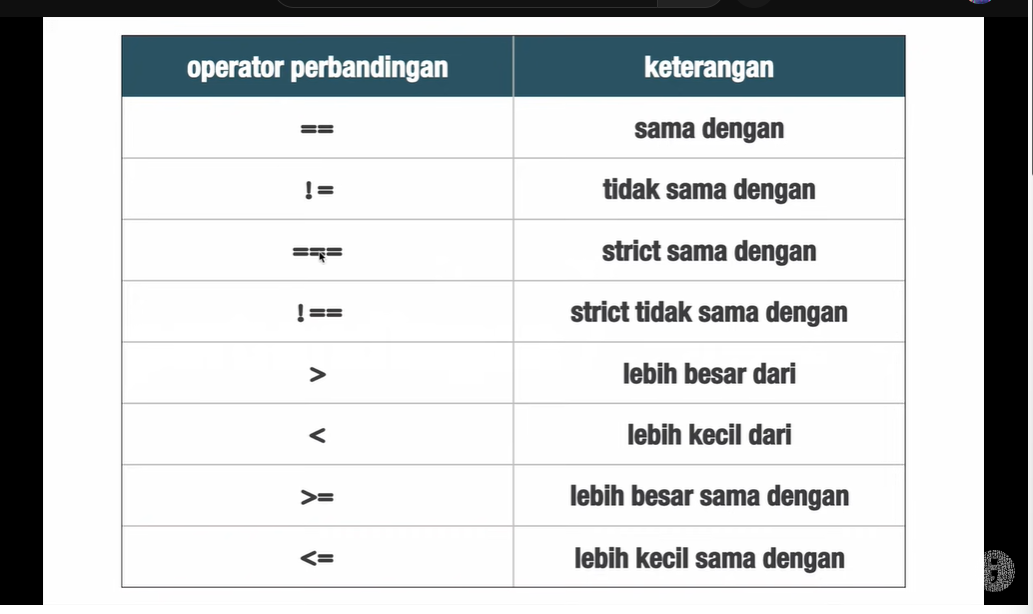 operator perbandingan keterangan
== sama dengan
!= tidak sama dengan
=== strict sama dengan
!== strict tidak sama dengan
> lebih besar dari
< lebih kecil dari
>= lebih besar sama dengan
<= lebih kecil sama dengan